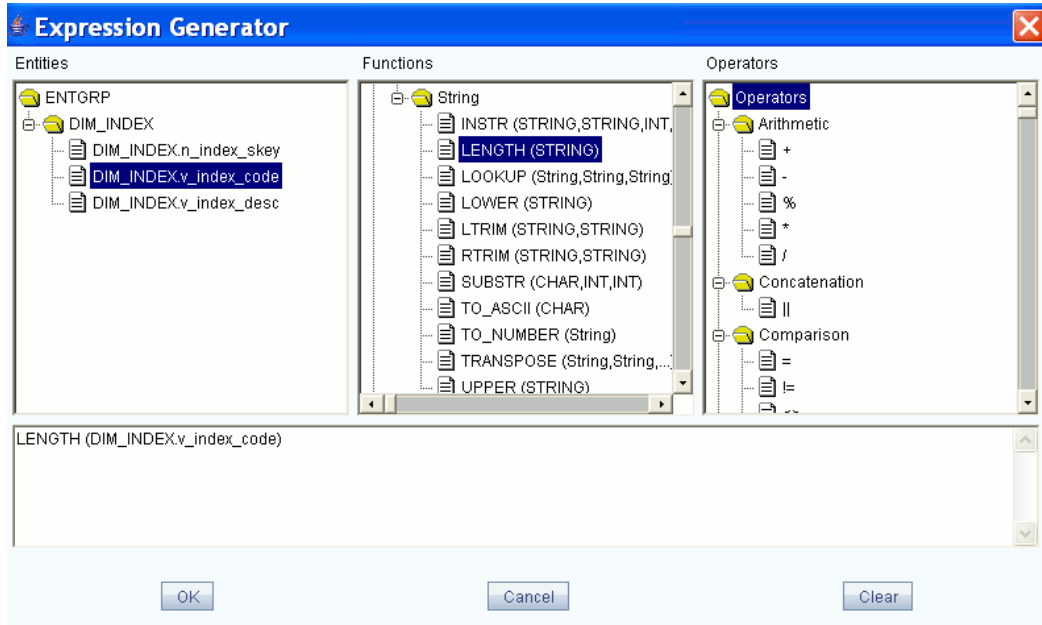 Expression Generator
Entities
ENTGRP
DIM_INDEX
DIM_INDEX.n_index_skey
DIM_INDEX.v_index_code
DIM_INDEX.v_index_desc
Functions
String
INSTR (STRING,STRING,INT,
LENGTH (STRING)
LOOKUP (String,String,String
LOWER (STRING)
LTRIM (STRING,STRING)
RTRIM (STRING,STRING)
SUBSTR (CHAR,INT,INT)
TO_ASCII (CHAR)
TO_NUMBER (String)
TRANSPOSE (String,String,...
UPPER (STRING)
Operators
Operators
Arithmetic
+
-
%
*
/
Concatenation
||
Comparison
=
!=
LENGTH (DIM_INDEX.v_index_code)
OK
Cancel
Clear